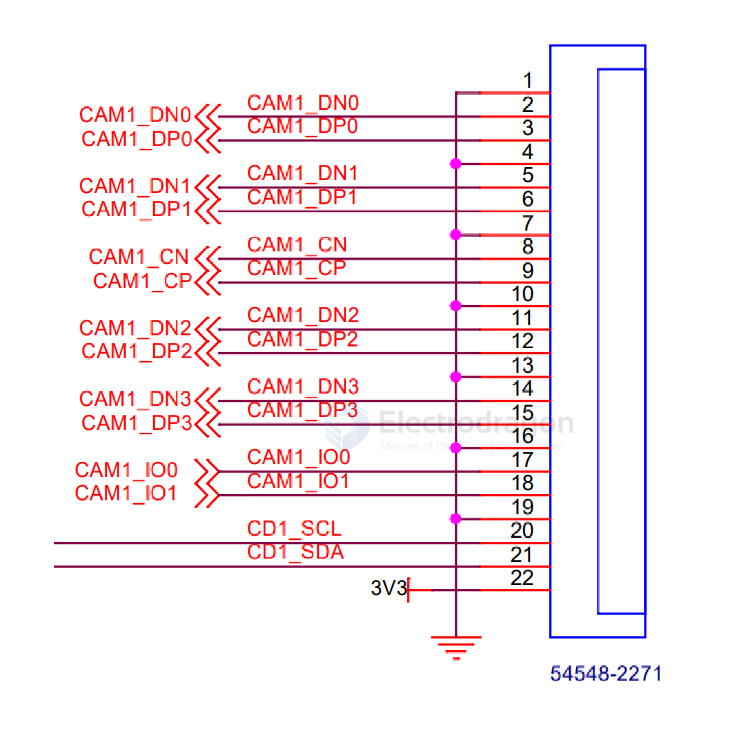 1
CAM1_DN0 CAM1_DN0 2
CAM1_DP0 CAM1_DP0 3
4
CAM1_DN1 CAM1_DN1 5
CAM1_DP1 CAM1_DP1 6
7
CAM1_CN CAM1_CN 8
CAM1_CP CAM1_CP 9
10
CAM1_DN2 CAM1_DN2 11
CAM1_DP2 CAM1_DP2 12
13
CAM1_DN3 CAM1_DN3 14
CAM1_DP3 CAM1_DP3 15
Electrodragon
Millions of
16
CAM1_IO0 CAM1_IO0 17
CAM1_IO1 CAM1_IO1 18
19
CD1_SCL 20
CD1_SDA 21
3V3 22
54548-2271